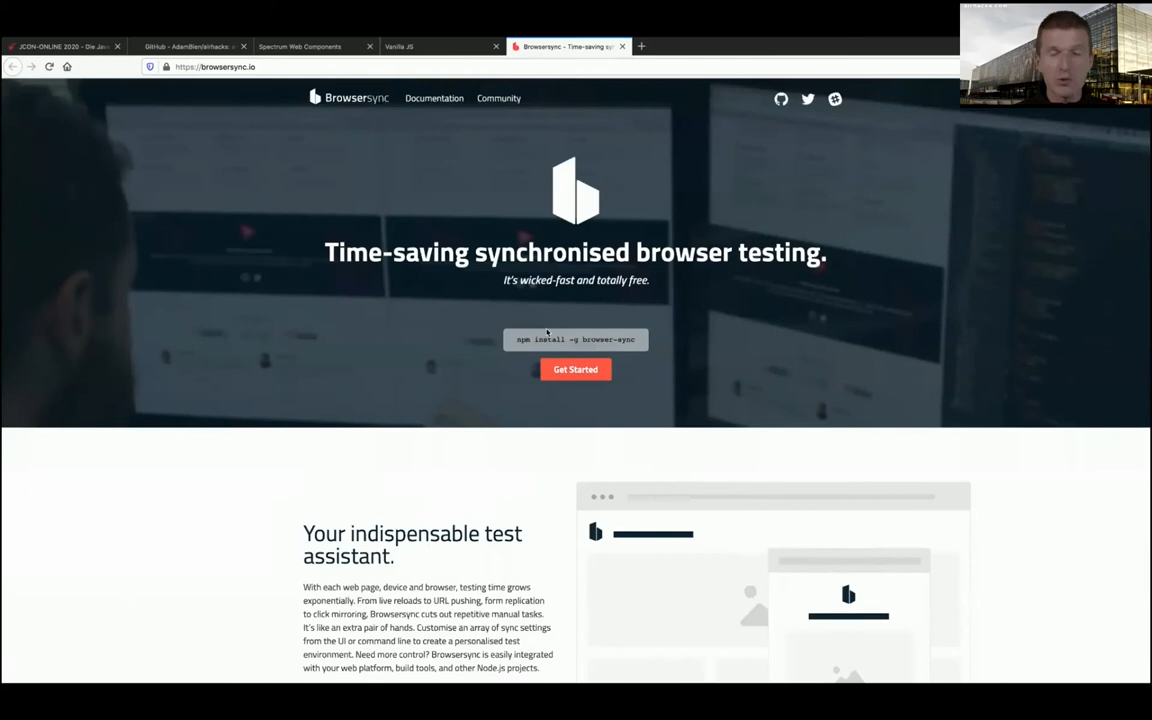 airhacks.com
JCON-ONLINE 2020 - Die Jav
GitHub - AdamBien/airhacks:
Spectrum Web Components
Vanilla JS
Browsersync - Time-saving sy
https://browsersync.io
Browsersync
Documentation
Community
Time-saving synchronised browser testing.
It's wicked-fast and totally free.
npm install -g browser-sync
Get Started
Your indispensable test
assistant.
With each web page, device and browser, testing time grows
exponentially. From live reloads to URL pushing, form replication
to click mirroring, Browsersync cuts out repetitive manual tasks.
It's like an extra pair of hands. Customise an array of sync settings
from the UI or command line to create a personalised test
environment. Need more control? Browsersync is easily integrated
with your web platform, build tools, and other Node.js projects.